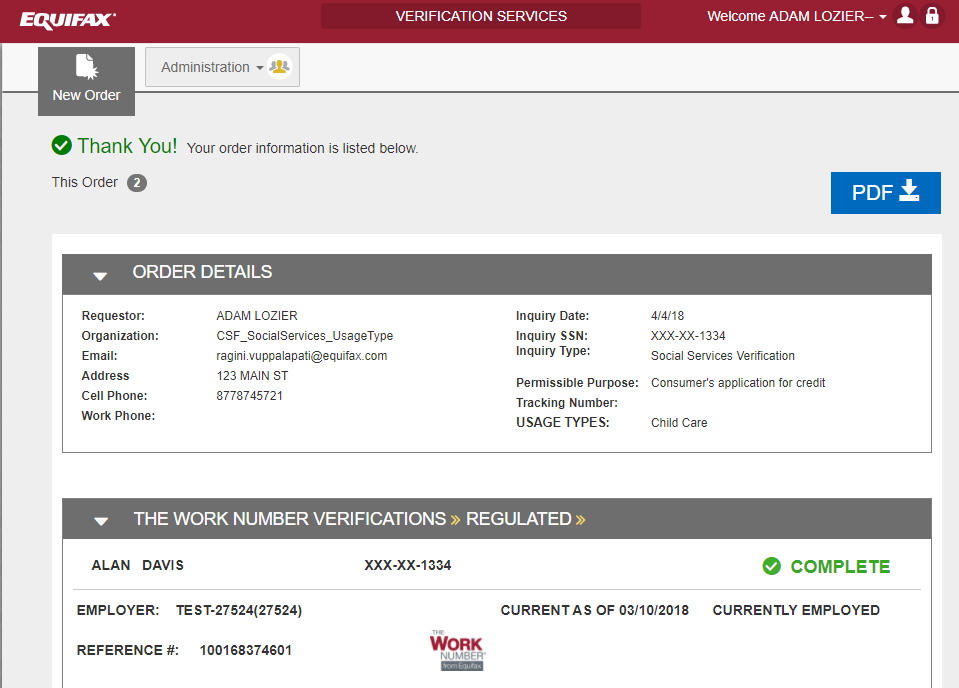 EQUIFAX
VERIFICATION SERVICES
Welcome ADAM LOZIER--
New Order
Administration
Thank You! Your order information is listed below.
This Order 2
PDF
ORDER DETAILS
Requestor: ADAM LOZIER
Organization: CSF_SocialServices_UsageType
Email: ragini.vuppalapati@equifax.com
Address 123 MAIN ST
Cell Phone: 8778745721
Work Phone:
Inquiry Date: 4/4/18
Inquiry SSN: XXX-XX-1334
Inquiry Type: Social Services Verification
Permissible Purpose: Consumer's application for credit
Tracking Number:
USAGE TYPES: Child Care
THE WORK NUMBER VERIFICATIONS » REGULATED »
ALAN DAVIS XXX-XX-1334 COMPLETE
EMPLOYER: TEST-27524(27524) CURRENT AS OF 03/10/2018 CURRENTLY EMPLOYED
REFERENCE #: 100168374601
THE
WORK
NUMBER
from Equifax